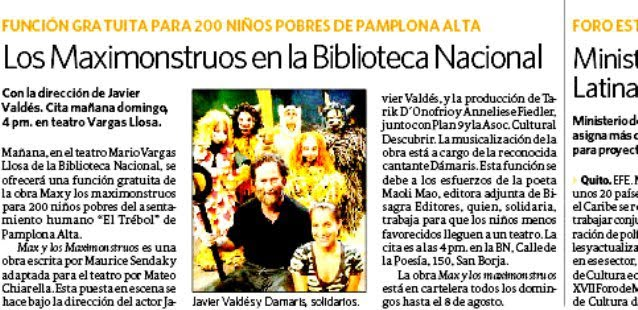 FUNCIÓN GRATUITA PARA 200 NIÑOS POBRES DE PAMPLONA ALTA
Los Maximonstruos en la Biblioteca Nacional
Con la dirección de Javier
Valdés. Cita mañana domingo,
4 pm. en teatro Vargas Llosa.
Mañana, en el teatro Mario Vargas
Llosa de la Biblioteca Nacional, se
ofrecerá una función gratuita de
la obra Max y los maximonstruos
para 200 niños pobres del asenta-
miento humano "El Trébol" de
Pamplona Alta.
Max y los Maximonstruos es una
obra escrita por Maurice Sendak y
adaptada para el teatro por Mateo
Chiarella. Esta puesta en escena se
hace bajo la dirección del actor Ja-
Javier Valdés y Damaris, solidarios.
vier Valdés, y la producción de Ta-
rik D'Onofrio y Annelies e Fiedler,
junto con Plan 9 y la Asoc. Cultural
Descubrir. La musicalización de la
obra está a cargo de la reconocida
cantante Dámaris. Esta función se
debe a los esfuerzos de la poeta
Maoli Mao, editora adjunta de Bi-
sagra Editores, quien, solidaria,
trabaja para que los niños menos
favorecidos lleguen a un teatro. La
cita es a las 4 pm. en la BN, Calle de
la Poesía, 150, San Borja.
La obra Max y los maximonstruos
está en cartelera todos los domin-
gos hasta el 8 de agosto.
FORO EST
Minist
Latina
Ministerio de
asigna más c
para proyect
Quito. EFE. M
unos 20 paíse
el Caribe se r
trabajar conju
ración de polí
les y actualiza
en ese sector,
de Cultura ec
XVII Foro de M
de Cultura d